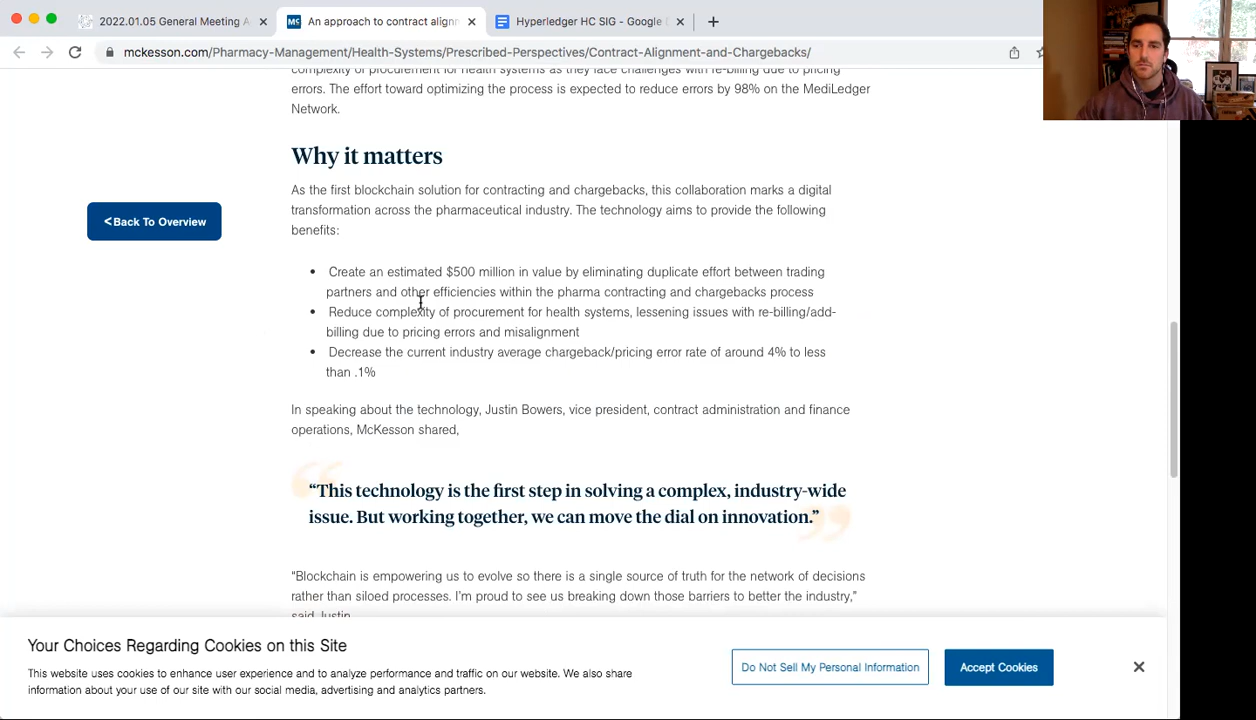 2022.01.05 General Meeting A
An approach to contract alignm
Hyperledger HC SIG - Google
mckesson.com/Pharmacy-Management/Health-Systems/Prescribed-Perspectives/Contract-Alignment-and-Chargebacks/
complexity of procurement for health systems as they face challenges with re-billing due to pricing
errors. The effort toward optimizing the process is expected to reduce errors by 98% on the MediLedger
Network.
Why it matters
As the first blockchain solution for contracting and chargebacks, this collaboration marks a digital
transformation across the pharmaceutical industry. The technology aims to provide the following
benefits:
<Back To Overview
• Create an estimated $500 million in value by eliminating duplicate effort between trading
partners and other efficiencies within the pharma contracting and chargebacks process
• Reduce complexity of procurement for health systems, lessening issues with re-billing/add-
billing due to pricing errors and misalignment
• Decrease the current industry average chargeback/pricing error rate of around 4% to less
than .1%
In speaking about the technology, Justin Bowers, vice president, contract administration and finance
operations, McKesson shared,
“This technology is the first step in solving a complex, industry-wide
issue. But working together, we can move the dial on innovation.”
“Blockchain is empowering us to evolve so there is a single source of truth for the network of decisions
rather than siloed processes. I’m proud to see us breaking down those barriers to better the industry,”
said Justin
Your Choices Regarding Cookies on this Site
This website uses cookies to enhance user experience and to analyze performance and traffic on our website. We also share
information about your use of our site with our social media, advertising and analytics partners.
Do Not Sell My Personal Information
Accept Cookies